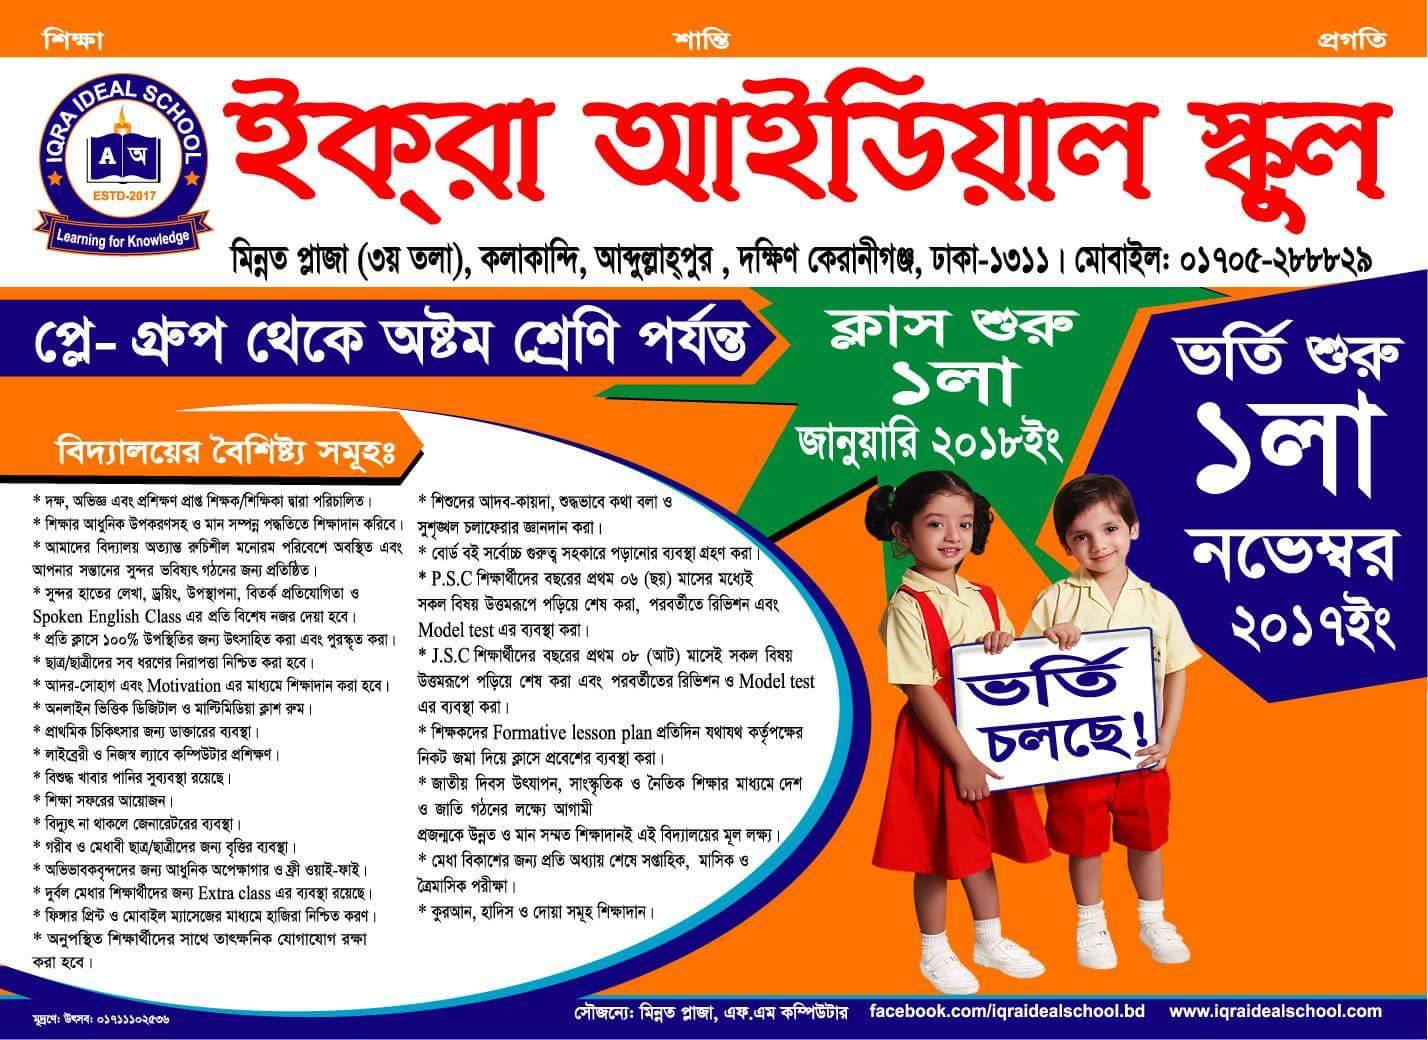 শিক্ষা
শান্তি
প্রগতি
IQRA IDEAL SCHOOL
A অ
ESTD-2017
Learning for Knowledge
ইক্‌রা আইডিয়াল স্কুল
মিন্নত প্লাজা (৩য় তলা), কলাকান্দি, আব্দুল্লাহ্পুর , দক্ষিণ কেরানীগঞ্জ, ঢাকা-১৩১১। মোবাইল: ০১৭০৫-২৮৮৮২৯
প্লে- গ্রুপ থেকে অষ্টম শ্রেণি পর্যন্ত
ক্লাস শুরু
১লা
জানুয়ারি ২০১৮ইং
ভর্তি শুরু
১লা
নভেম্বর
২০১৭ইং
বিদ্যালয়ের বৈশিষ্ট্য সমূহঃ
* দক্ষ, অভিজ্ঞ এবং প্রশিক্ষণ প্রাপ্ত শিক্ষক/শিক্ষিকা দ্বারা পরিচালিত।
* শিক্ষার আধুনিক উপকরণসহ ও মান সম্পন্ন পদ্ধতিতে শিক্ষাদান করিবে।
* আমাদের বিদ্যালয় অত্যান্ত রুচিশীল মনোরম পরিবেশে অবস্থিত এবং
আপনার সন্তানের সুন্দর ভবিষ্যৎ গঠনের জন্য প্রতিষ্ঠিত।
* সুন্দর হাতের লেখা, ড্রয়িং, উপস্থাপনা, বিতর্ক প্রতিযোগিতা ও
Spoken English Class এর প্রতি বিশেষ নজর দেয়া হবে।
* প্রতি ক্লাসে ১০০% উপস্থিতির জন্য উৎসাহিত করা এবং পুরস্কৃত করা।
* ছাত্র/ছাত্রীদের সব ধরণের নিরাপত্তা নিশ্চিত করা হবে।
* আদর-সোহাগ এবং Motivation এর মাধ্যমে শিক্ষাদান করা হবে।
* অনলাইন ভিত্তিক ডিজিটাল ও মাল্টিমিডিয়া ক্লাশ রুম।
* প্রাথমিক চিকিৎসার জন্য ডাক্তারের ব্যবস্থা।
* লাইব্রেরী ও নিজস্ব ল্যাবে কম্পিউটার প্রশিক্ষণ।
* বিশুদ্ধ খাবার পানির সুব্যবস্থা রয়েছে।
* শিক্ষা সফরের আয়োজন।
* বিদ্যুৎ না থাকলে জেনারেটরের ব্যবস্থা।
* গরীব ও মেধাবী ছাত্র/ছাত্রীদের জন্য বৃত্তির ব্যবস্থা।
* অভিভাবকবৃন্দদের জন্য আধুনিক অপেক্ষাগার ও ফ্রী ওয়াই-ফাই।
* দুর্বল মেধার শিক্ষার্থীদের জন্য Extra class এর ব্যবস্থা রয়েছে।
* ফিঙ্গার প্রিন্ট ও মোবাইল ম্যাসেজের মাধ্যমে হাজিরা নিশ্চিত করণ।
* অনুপস্থিত শিক্ষার্থীদের সাথে তাৎক্ষনিক যোগাযোগ রক্ষা
করা হবে।
* শিশুদের আদব-কায়দা, শুদ্ধভাবে কথা বলা ও
সুশৃঙ্খল চলাফেরার জ্ঞানদান করা।
* বোর্ড বই সর্বোচ্চ গুরুত্ব সহকারে পড়ানোর ব্যবস্থা গ্রহণ করা।
* P.S.C শিক্ষার্থীদের বছরের প্রথম ০৬ (ছয়) মাসের মধ্যেই
সকল বিষয় উত্তমরূপে পড়িয়ে শেষ করা, পরবর্তীতে রিভিশন এবং
Model test এর ব্যবস্থা করা।
* J.S.C শিক্ষার্থীদের বছরের প্রথম ০৮ (আট) মাসেই সকল বিষয়
উত্তমরূপে পড়িয়ে শেষ করা এবং পরবর্তীতের রিভিশন ও Model test
এর ব্যবস্থা করা।
* শিক্ষকদের Formative lesson plan প্রতিদিন যথাযথ কর্তৃপক্ষের
নিকট জমা দিয়ে ক্লাসে প্রবেশের ব্যবস্থা করা।
* জাতীয় দিবস উৎযাপন, সাংস্কৃতিক ও নৈতিক শিক্ষার মাধ্যমে দেশ
ও জাতি গঠনের লক্ষ্যে আগামী
প্রজন্মকে উন্নত ও মান সম্মত শিক্ষাদানই এই বিদ্যালয়ের মূল লক্ষ্য।
* মেধা বিকাশের জন্য প্রতি অধ্যায় শেষে সপ্তাহিক, মাসিক ও
ত্রৈমাসিক পরীক্ষা।
* কুরআন, হাদিস ও দোয়া সমূহ শিক্ষাদান।
ভর্তি
চলছে!
মূদ্রণে: উৎসব: ০১৭১১১০২৫৩৬
সৌজন্যে: মিন্নত প্লাজা, এফ.এম কম্পিউটার facebook.com/iqraidealschool.bd www.iqraidealschool.com